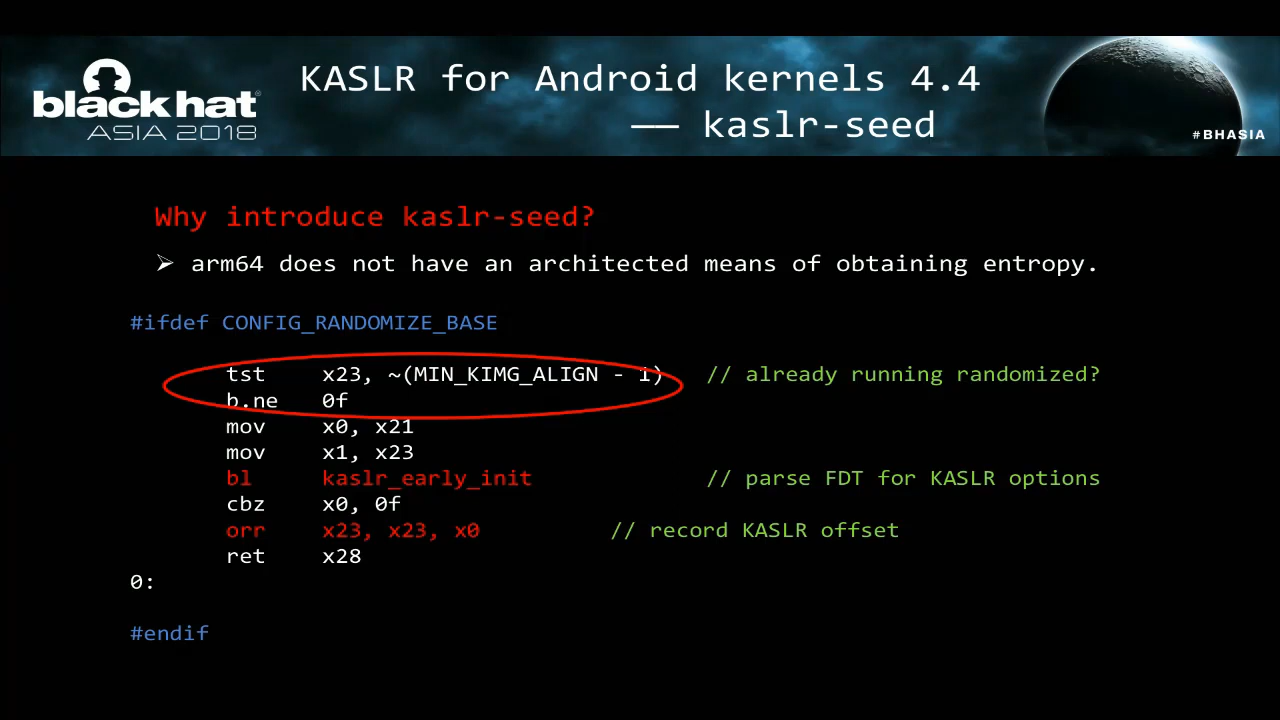 black hat®
ASIA 2018
KASLR for Android kernels 4.4
—— kaslr-seed
#BHASIA
Why introduce kaslr-seed?
➢ arm64 does not have an architected means of obtaining entropy.
#ifdef CONFIG_RANDOMIZE_BASE
tst x23, ~(MIN_KIMG_ALIGN - 1) // already running randomized?
b.ne 0f
mov x0, x21
mov x1, x23
bl kaslr_early_init // parse FDT for KASLR options
cbz x0, 0f
orr x23, x23, x0 // record KASLR offset
ret x28
0:
#endif